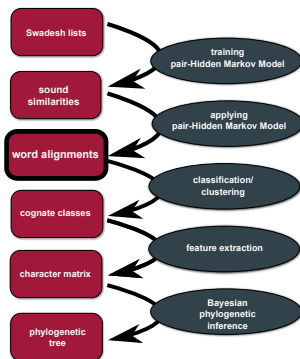 Swadesh lists
training
pair-Hidden Markov Model
sound
similarities
applying
pair-Hidden Markov Model
word alignments
classification/
clustering
cognate classes
feature extraction
character matrix
Bayesian
phylogenetic
inference
phylogenetic
tree